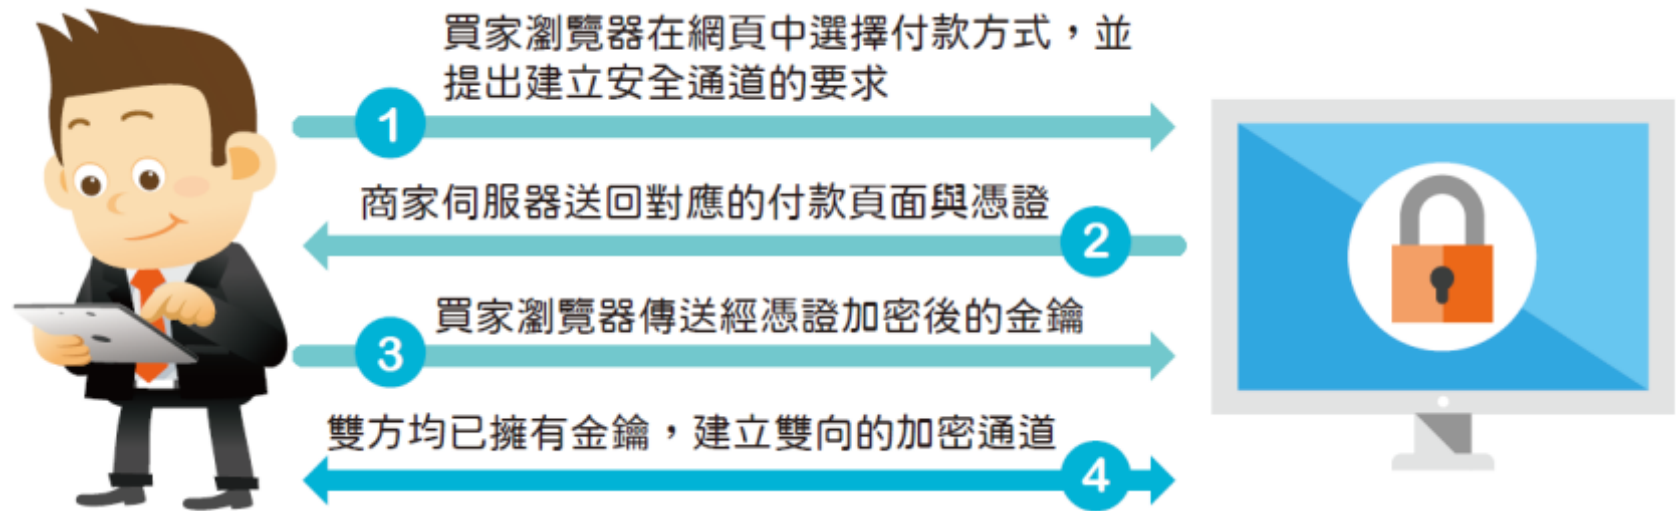 買家瀏覽器在網頁中選擇付款方式，並
提出建立安全通道的要求
1
商家伺服器送回對應的付款頁面與憑證
2
買家瀏覽器傳送經憑證加密後的金鑰
3
雙方均已擁有金鑰，建立雙向的加密通道
4